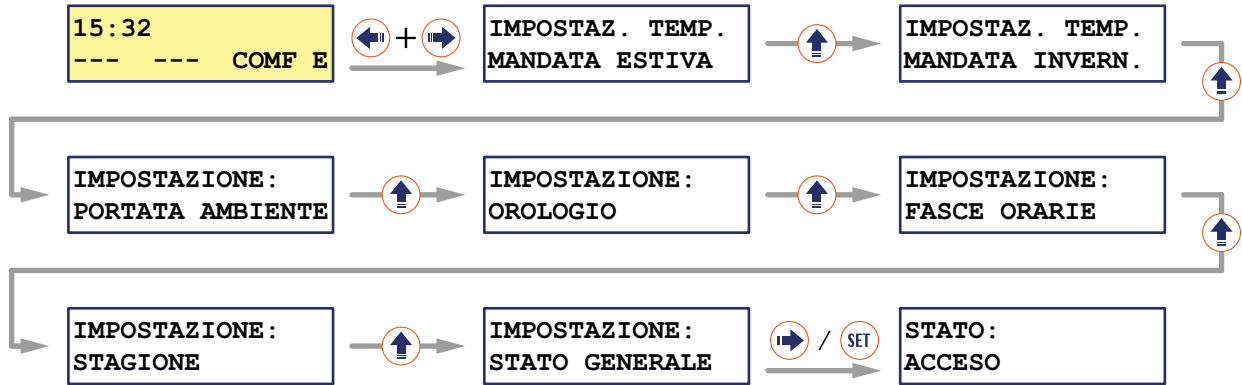 15:32
--- --- COMF E
+
IMPOSTAZ. TEMP.
MANDATA ESTIVA
IMPOSTAZ. TEMP.
MANDATA INVERN.
IMPOSTAZIONE:
PORTATA AMBIENTE
IMPOSTAZIONE:
OROLOGIO
IMPOSTAZIONE:
FASCE ORARIE
IMPOSTAZIONE:
STAGIONE
IMPOSTAZIONE:
STATO GENERALE
/ SET
STATO:
ACCESO